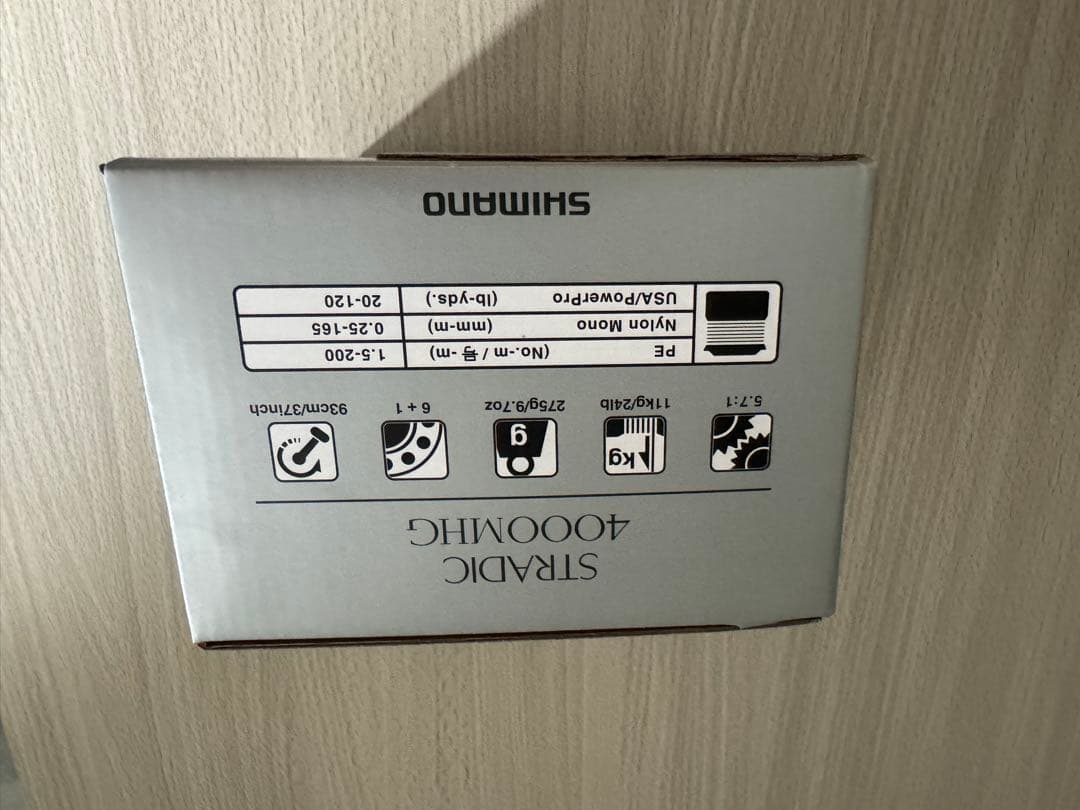 STRADIC
4000MHG
5.7:1
11kg/24lb
275g/9.7oz
6 + 1
93cm/37inch
kg
g
PE (No.-m / 号-m) 1.5-200
Nylon Mono (mm-m) 0.25-165
USA/PowerPro (lb-yds.) 20-120
SHIMANO